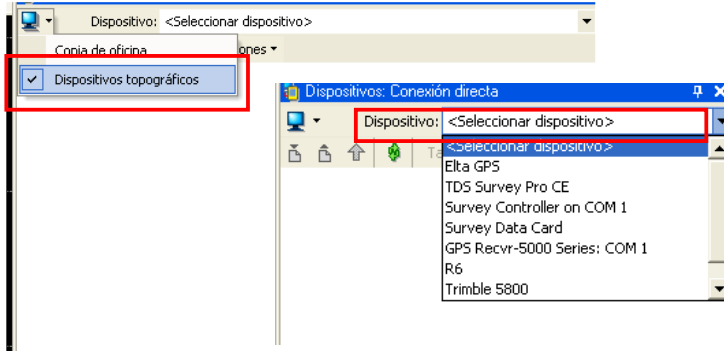 Dispositivo: <Seleccionar dispositivo>
Copia de oficina
ones
Dispositivos topográficos
Dispositivos: Conexión directa
Dispositivo: <Seleccionar dispositivo>
<Seleccionar dispositivo>
Elta GPS
TDS Survey Pro CE
Survey Controller on COM 1
Survey Data Card
GPS Recvr-5000 Series: COM 1
R6
Trimble 5800